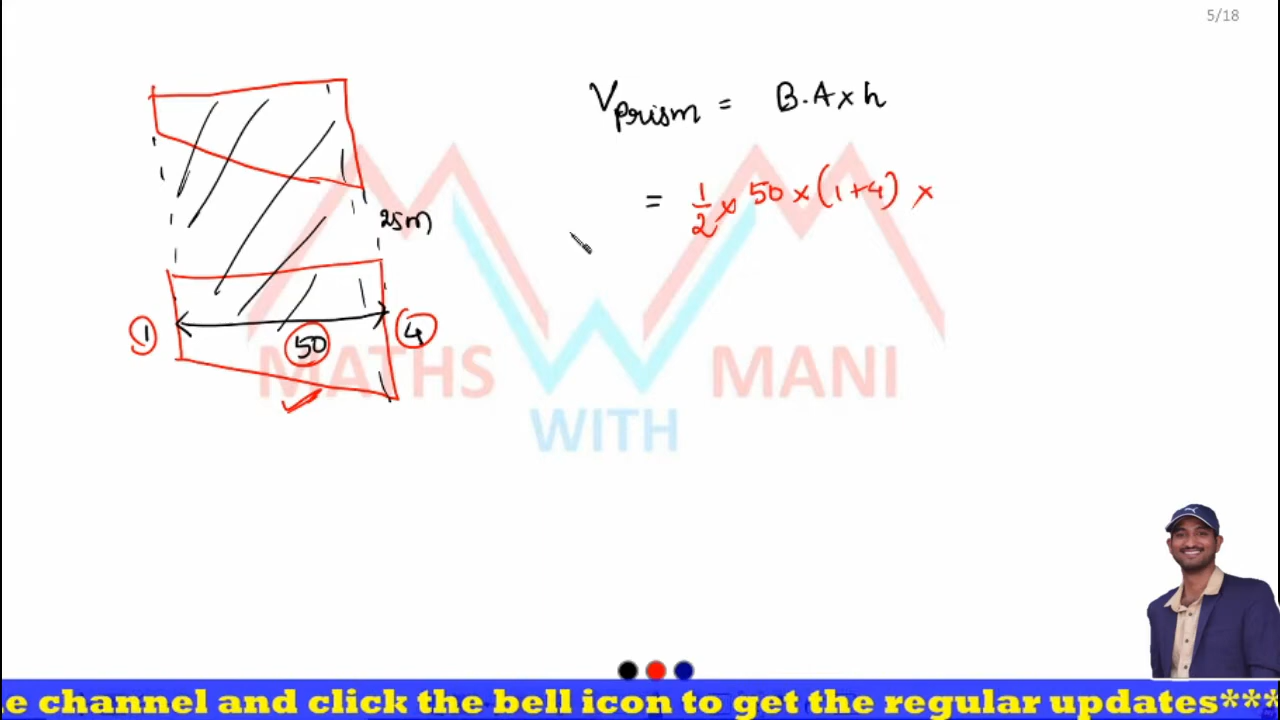 5/18
V_prism = B.A x h
= 1/2 x 50 x (1+4) x
25m
1
50
4
MATHS
WITH
MANI
e channel and click the bell icon to get the regular updates***